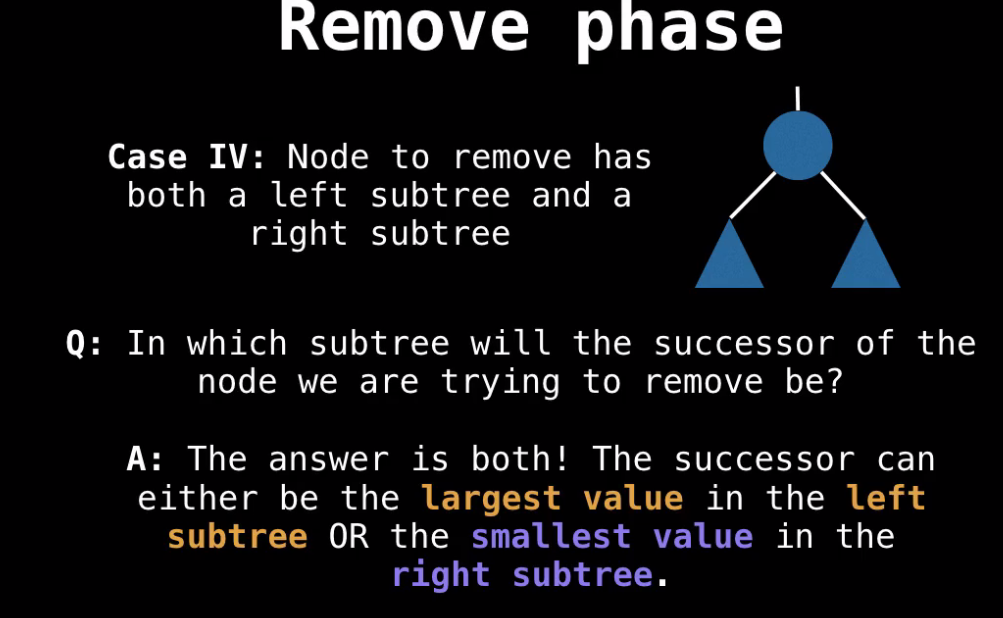 Remove phase
Case IV: Node to remove has
both a left subtree and a
right subtree
Q: In which subtree will the successor of the
node we are trying to remove be?
A: The answer is both! The successor can
either be the largest value in the left
subtree OR the smallest value in the
right subtree.